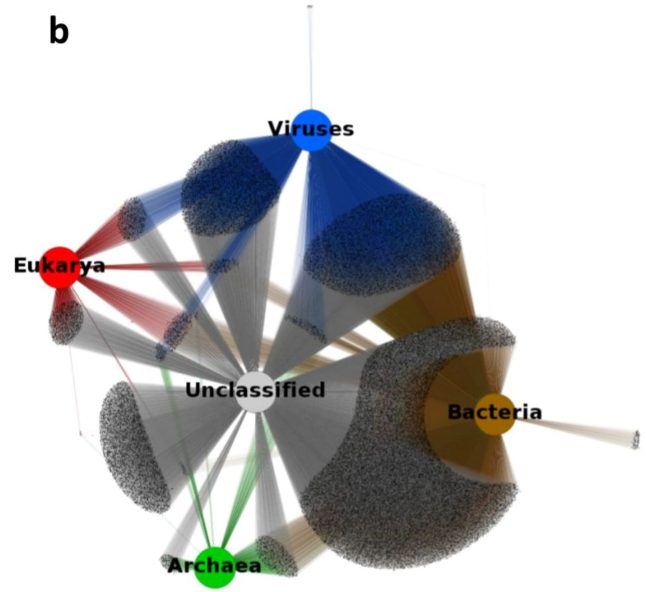 b
Viruses
Eukarya
Unclassified
Bacteria
Archaea